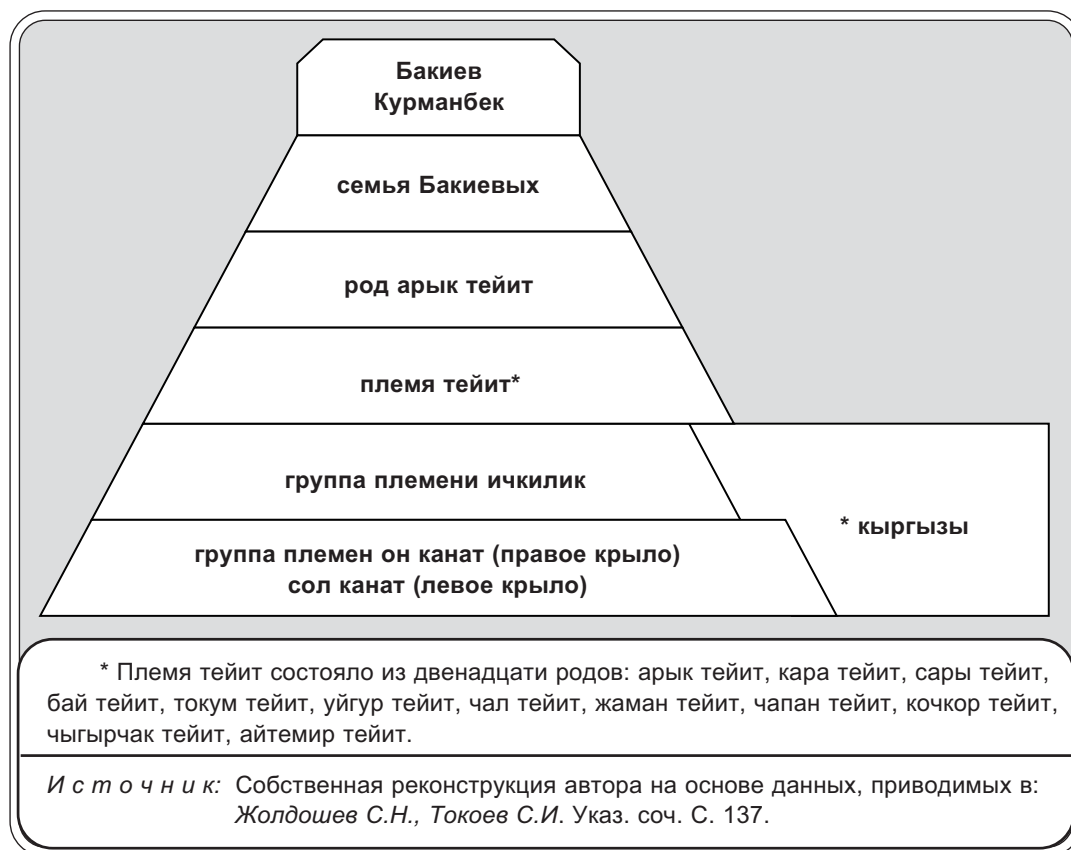 Бакиев
Курманбек
семья Бакиевых
род арык тейит
племя тейит*
группа племени ичкилик
* кыргызы
группа племен он канат (правое крыло)
сол канат (левое крыло)
* Племя тейит состояло из двенадцати родов: арык тейит, кара тейит, сары тейит,
бай тейит, токум тейит, уйгур тейит, чал тейит, жаман тейит, чапан тейит, кочкор тейит,
чыгырчак тейит, айтемир тейит.
И с т о ч н и к: Собственная реконструкция автора на основе данных, приводимых в:
Жолдошев С.Н., Токоев С.И. Указ. соч. С. 137.